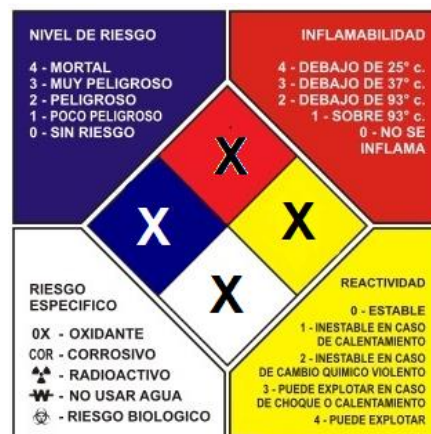 NIVEL DE RIESGO
4 - MORTAL
3 - MUY PELIGROSO
2 - PELIGROSO
1 - POCO PELIGROSO
0 - SIN RIESGO
INFLAMABILIDAD
4 - DEBAJO DE 25° c.
3 - DEBAJO DE 37° c.
2 - DEBAJO DE 93° c.
1 - SOBRE 93° c.
0 - NO SE
INFLAMA
X
X
X
X
RIESGO
ESPECIFICO
OX - OXIDANTE
COR - CORROSIVO
- RADIOACTIVO
W - NO USAR AGUA
- RIESGO BIOLOGICO
REACTIVIDAD
0 - ESTABLE
1 - INESTABLE EN CASO
DE CALENTAMIENTO
2 - INESTABLE EN CASO
DE CAMBIO QUIMICO VIOLENTO
3 - PUEDE EXPLOTAR EN CASO
DE CHOQUE O CALENTAMIENTO
4 - PUEDE EXPLOTAR